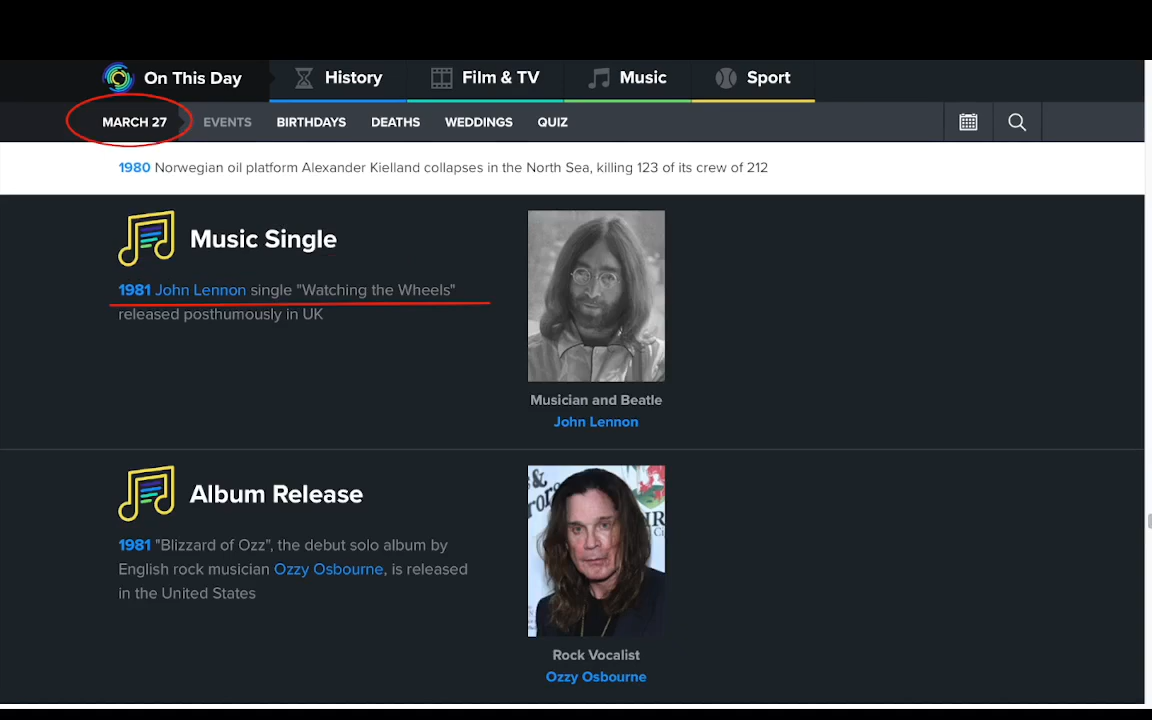 On This Day
History
Film & TV
Music
Sport
MARCH 27
EVENTS
BIRTHDAYS
DEATHS
WEDDINGS
QUIZ
1980 Norwegian oil platform Alexander Kielland collapses in the North Sea, killing 123 of its crew of 212
Music Single
1981 John Lennon single "Watching the Wheels"
released posthumously in UK
Musician and Beatle
John Lennon
Album Release
1981 "Blizzard of Ozz", the debut solo album by
English rock musician Ozzy Osbourne, is released
in the United States
Rock Vocalist
Ozzy Osbourne